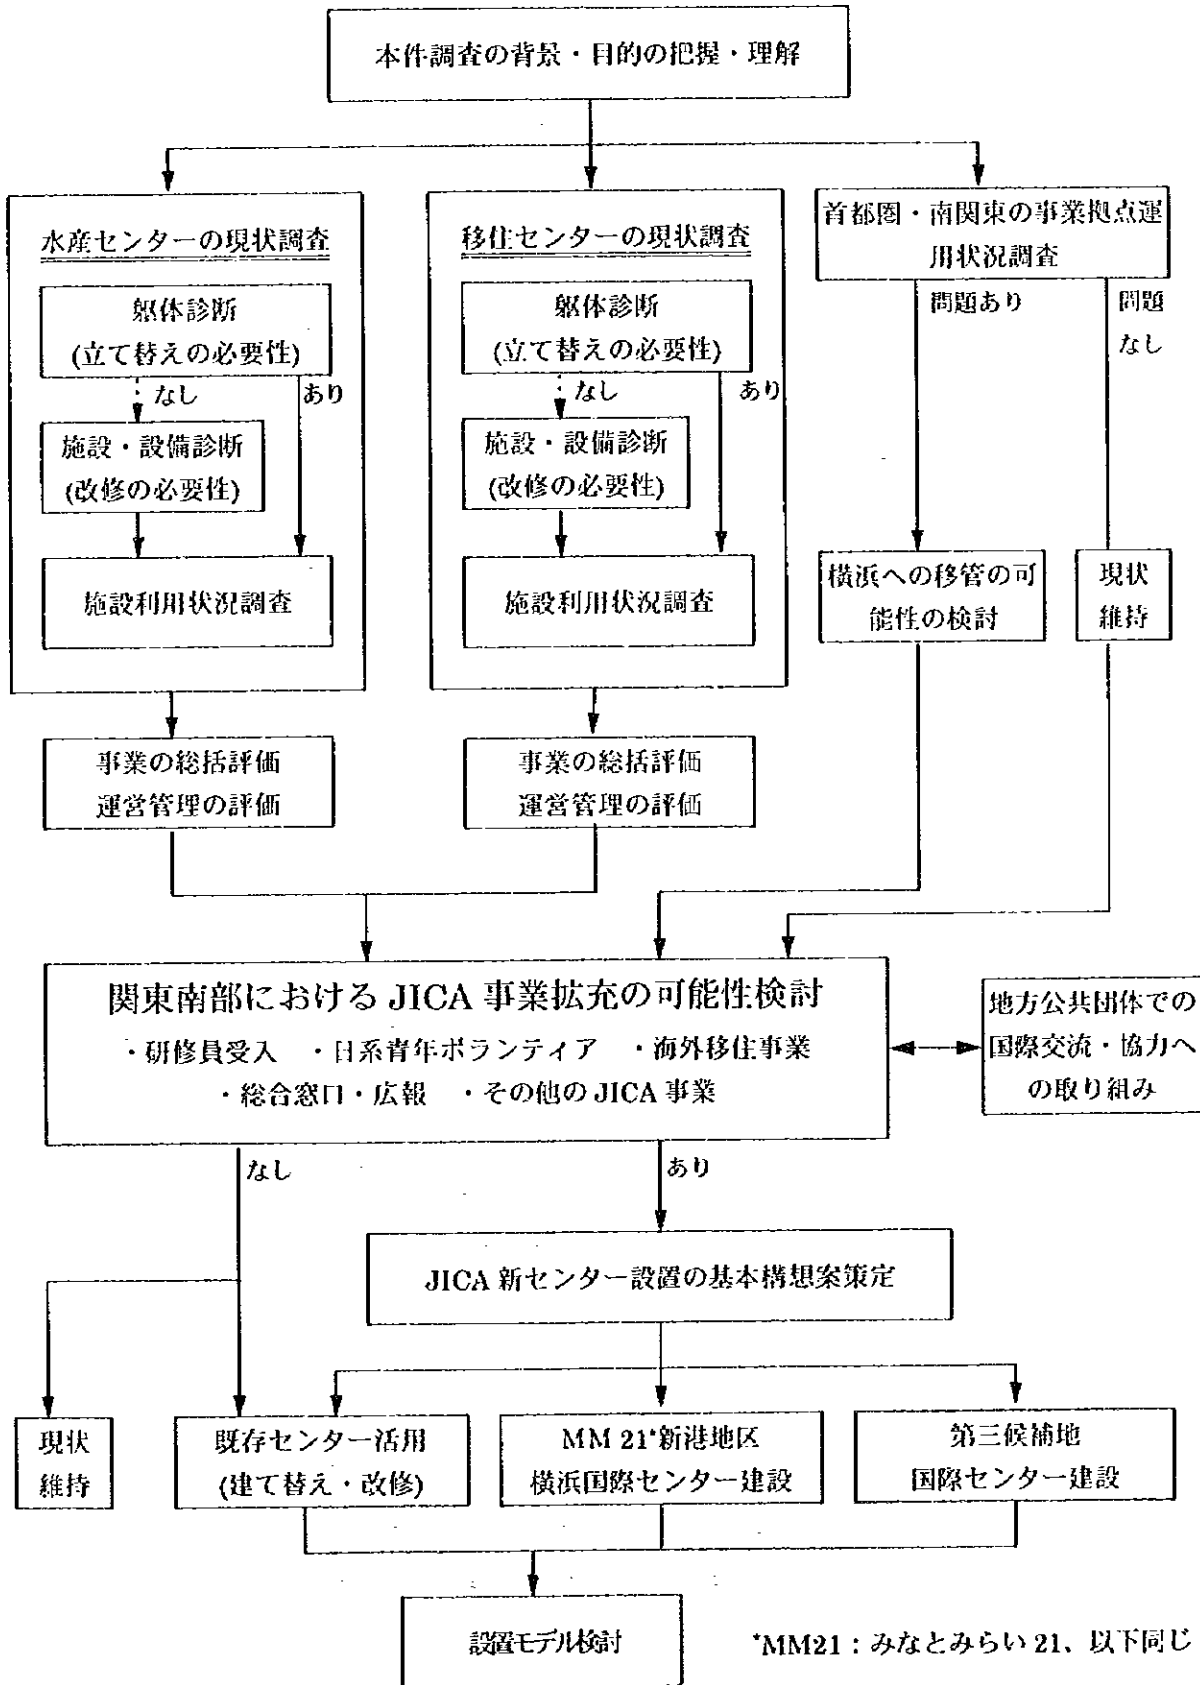 本件調査の背景・目的の把握・理解
水産センターの現状調査
躯体診断
(立て替えの必要性)
なし
あり
施設・設備診断
(改修の必要性)
施設利用状況調査
事業の総括評価
運営管理の評価
移住センターの現状調査
躯体診断
(立て替えの必要性)
なし
あり
施設・設備診断
(改修の必要性)
施設利用状況調査
事業の総括評価
運営管理の評価
首都圏・南関東の事業拠点運
用状況調査
問題あり
問題
なし
横浜への移管の可
能性の検討
現状
維持
関東南部における JICA 事業拡充の可能性検討
・研修員受入 ・日系青年ボランティア ・海外移住事業
・総合窓口・広報 ・その他の JICA 事業
地方公共団体での
国際交流・協力へ
の取り組み
なし
あり
JICA 新センター設置の基本構想案策定
現状
維持
既存センター活用
(建て替え・改修)
MM 21*新港地区
横浜国際センター建設
第三候補地
国際センター建設
設置モデル検討
*MM21：みなとみらい 21、以下同じ